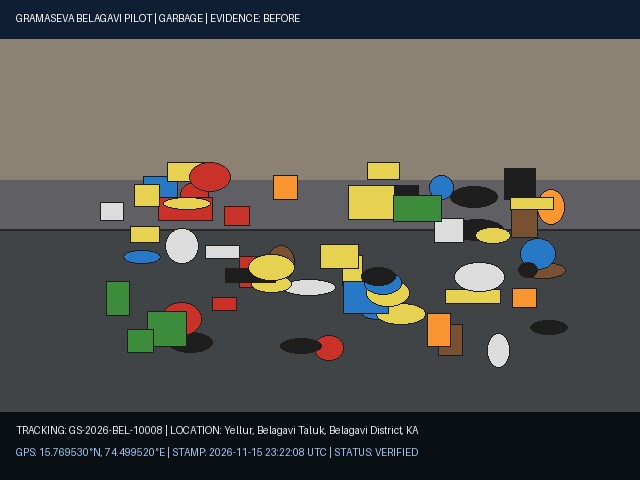 GRAMASEVA BELAGAVI PILOT | GARBAGE | EVIDENCE: BEFORE
TRACKING: GS-2026-BEL-10008 | LOCATION: Yellur, Belagavi Taluk, Belagavi District, KA
GPS: 15.769530°N, 74.499520°E | STAMP: 2026-11-15 23:22:08 UTC | STATUS: VERIFIED